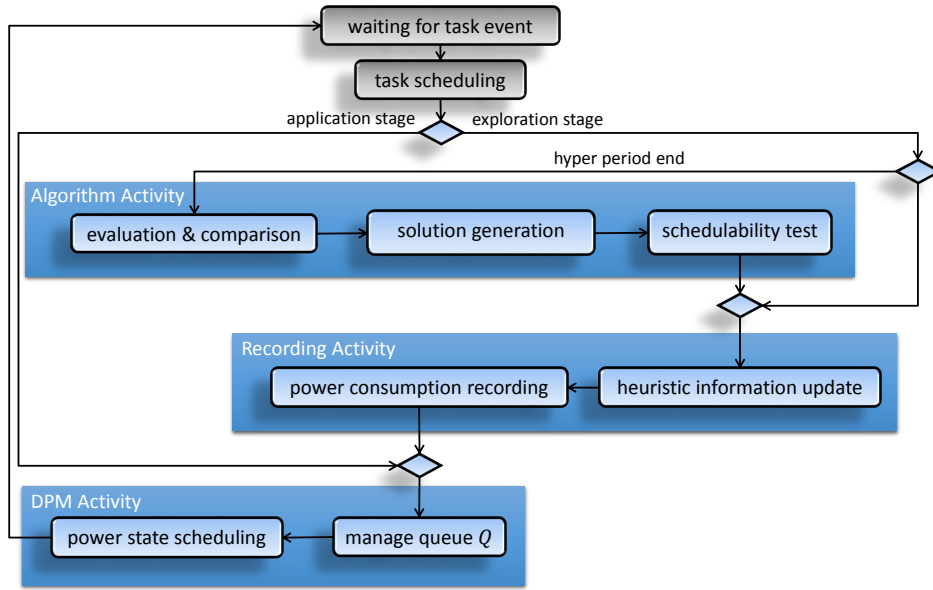 waiting for task event
task scheduling
application stage
exploration stage
hyper period end
Algorithm Activity
evaluation & comparison
solution generation
schedulability test
Recording Activity
power consumption recording
heuristic information update
DPM Activity
power state scheduling
manage queue Q